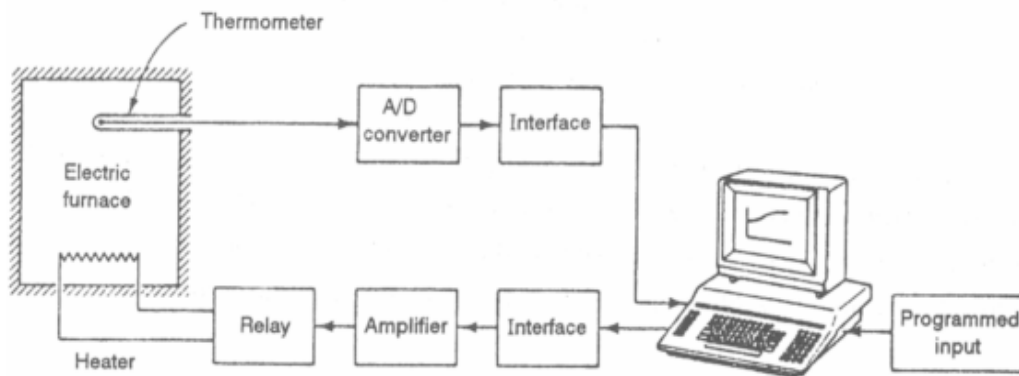 Thermometer
A/D
converter
Interface
Electric
furnace
Relay
Amplifier
Interface
Programmed
input
Heater